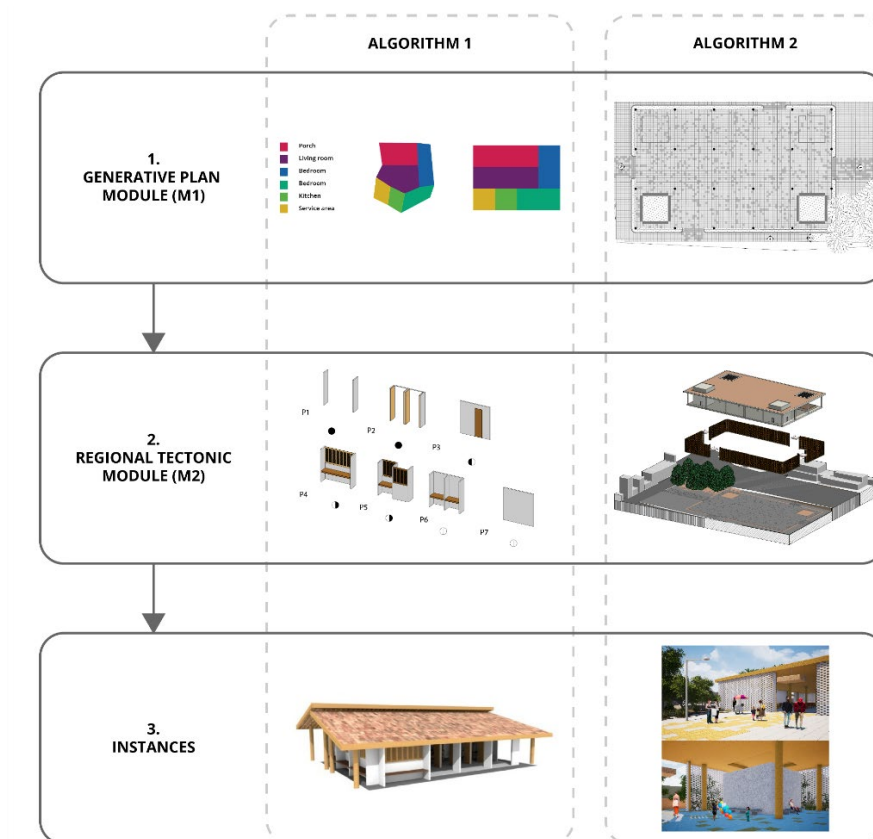 ALGORITHM 1
ALGORITHM 2
1.
GENERATIVE PLAN
MODULE (M1)
Porch
Living room
Bedroom
Bedroom
Kitchen
Service area
2.
REGIONAL TECTONIC
MODULE (M2)
P1
P2
P3
P4
P5
P6
P7
3.
INSTANCES